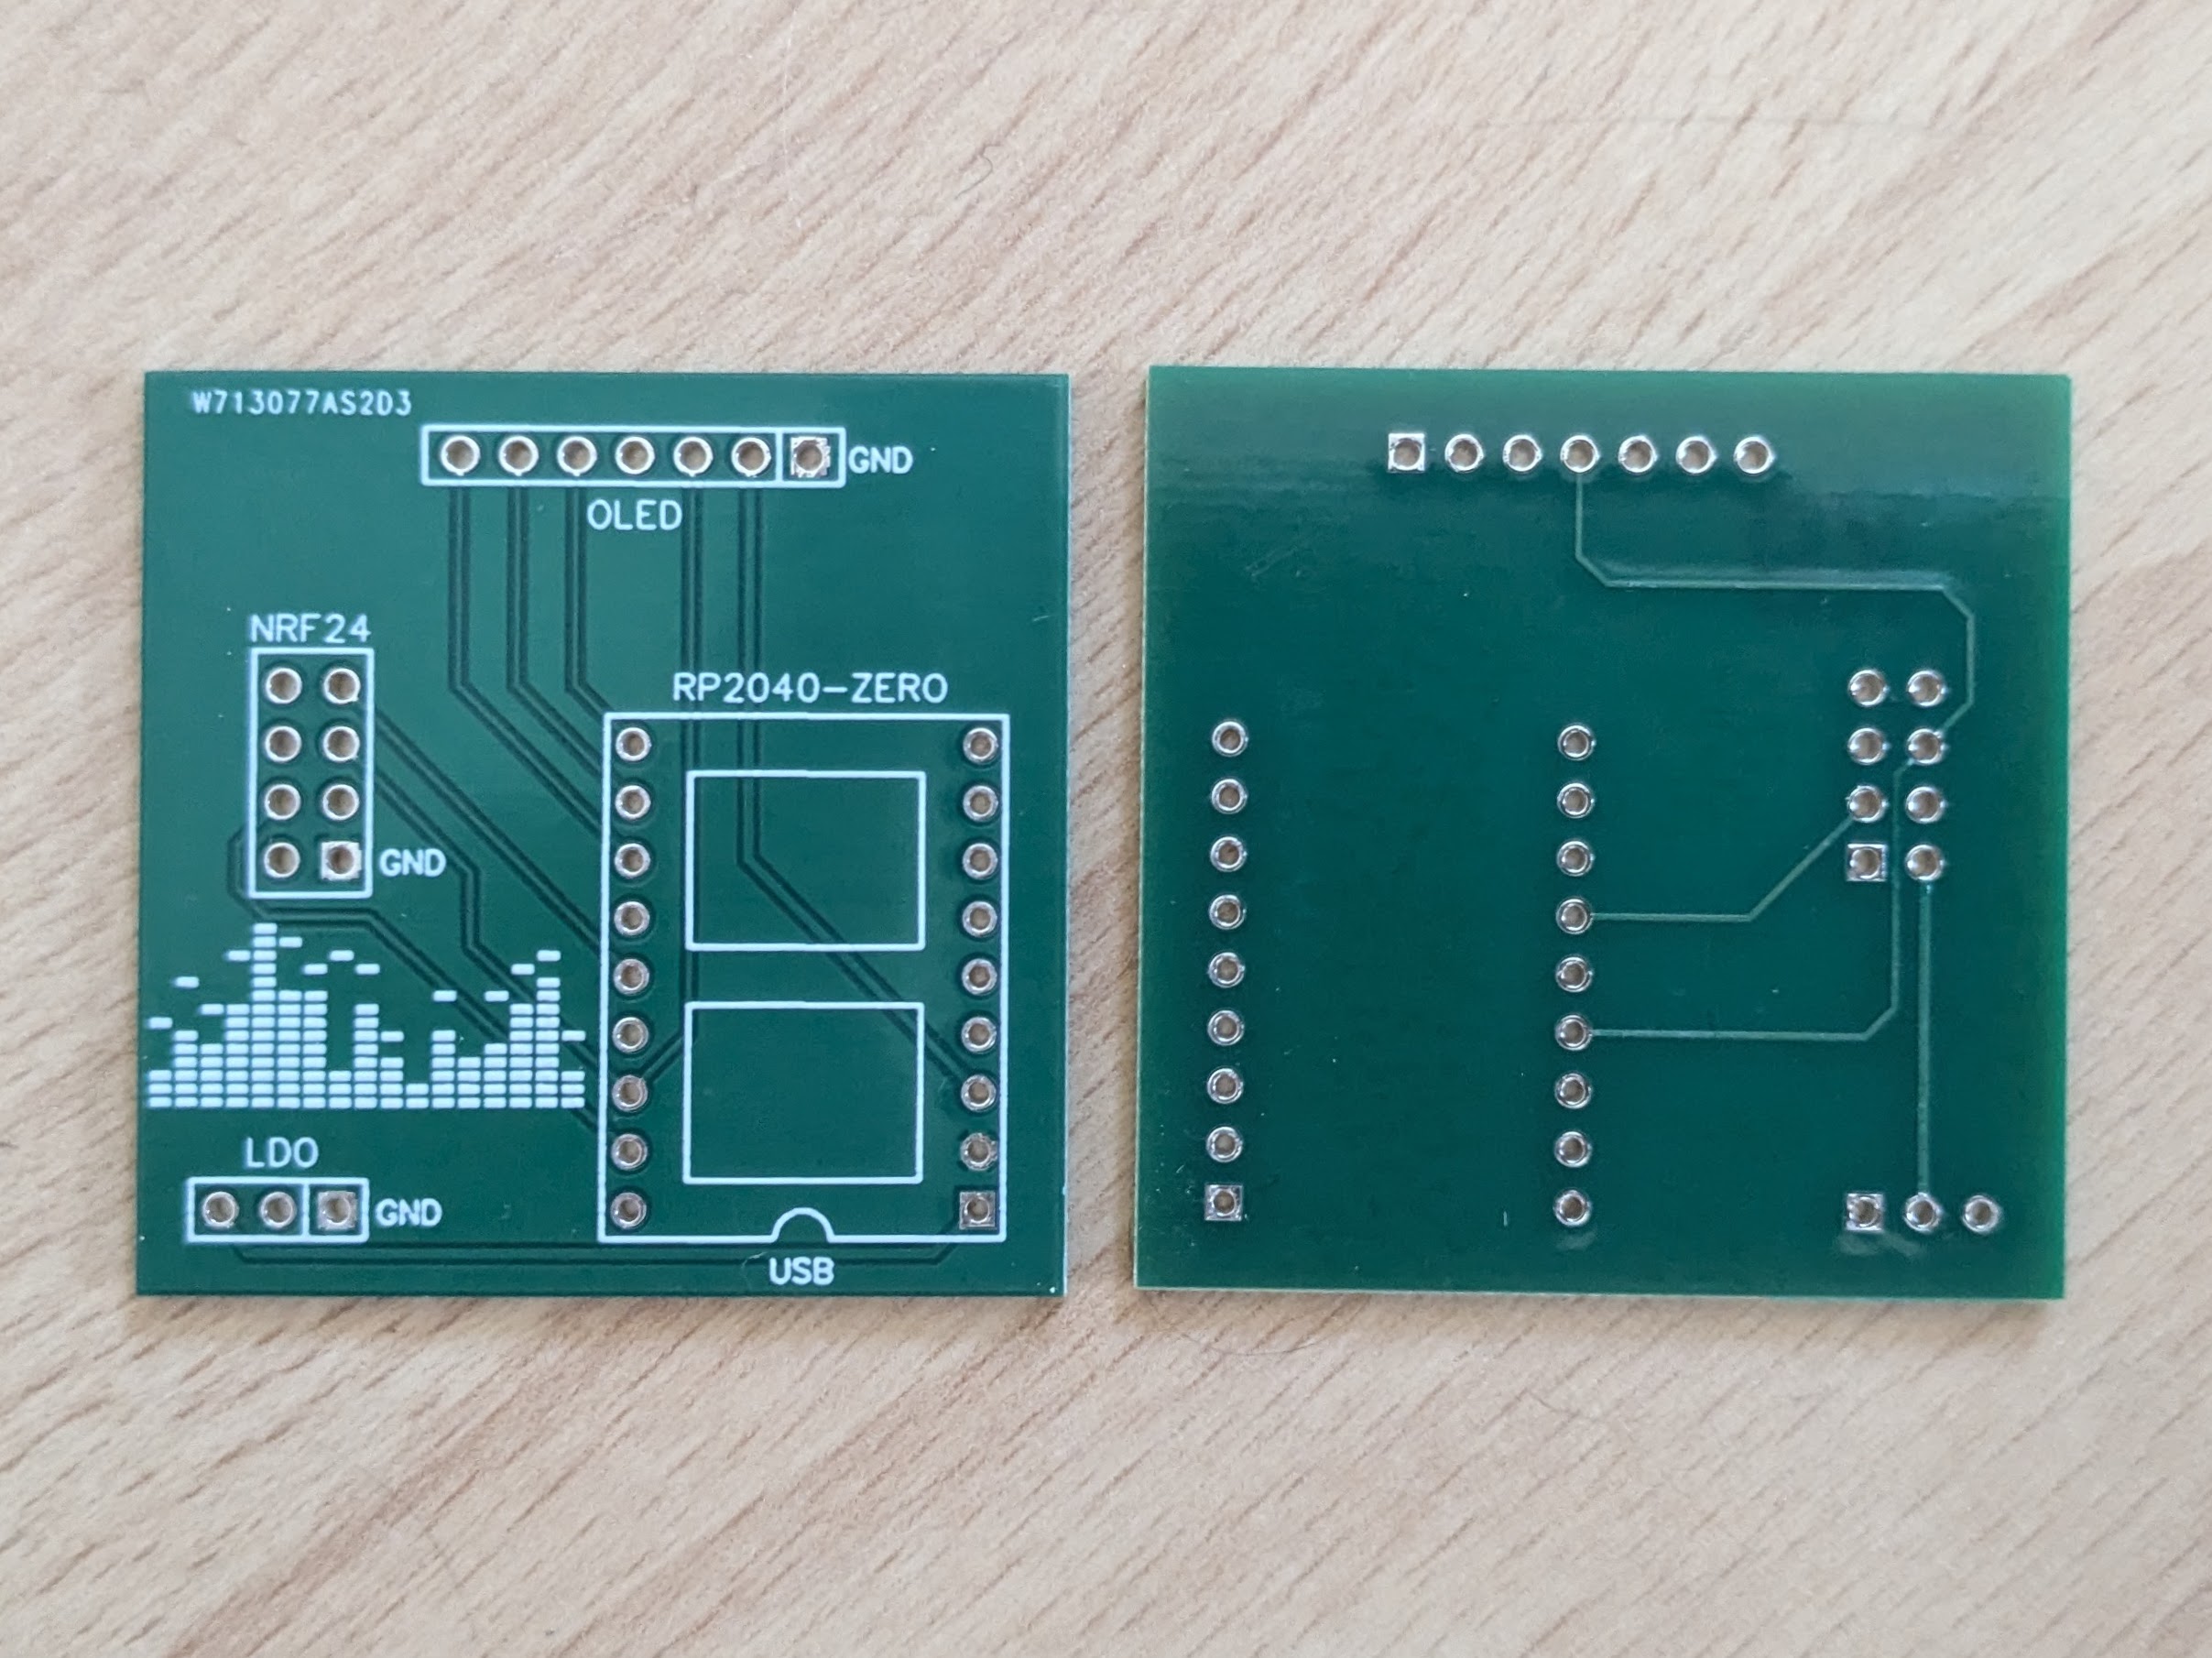 W713077AS2D3
GND
OLED
NRF24
RP2040-ZERO
GND
LDO
GND
USB